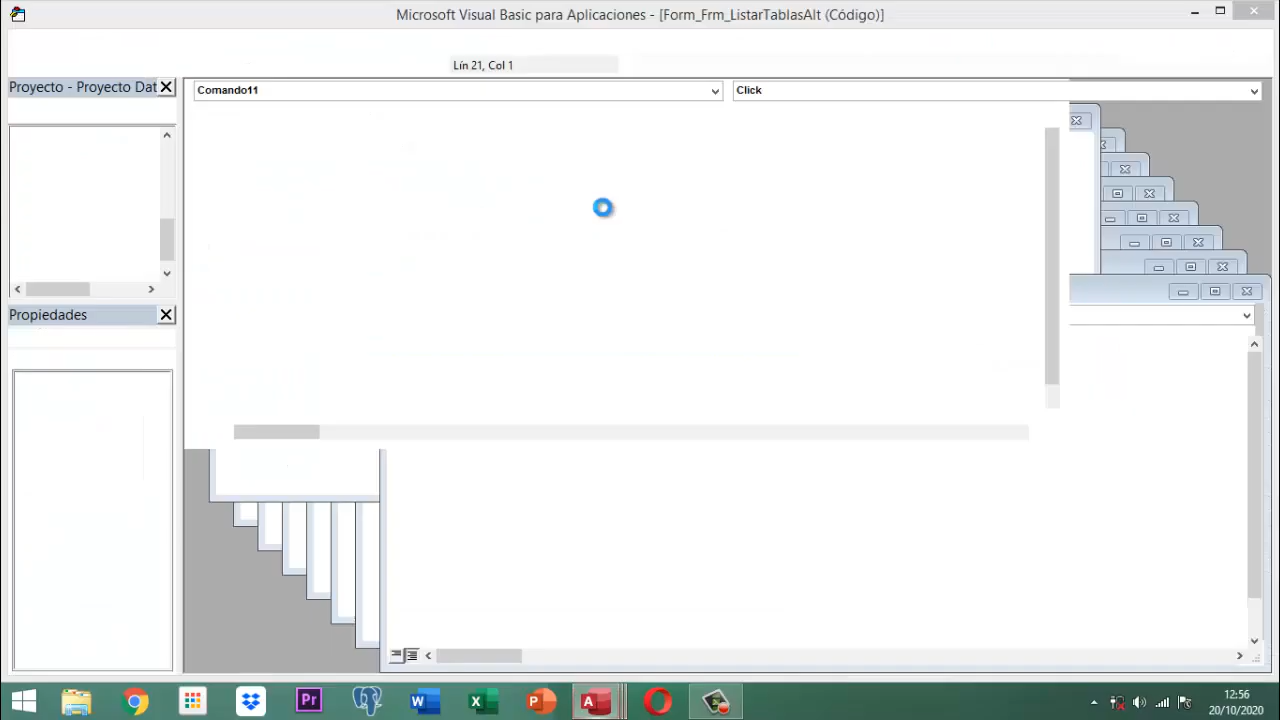 Microsoft Visual Basic para Aplicaciones - [Form_Frm_ListarTablasAlt (Código)]
Lín 21, Col 1
Proyecto - Proyecto Dat
Comando11
Click
Propiedades
Pr
W
X
P
A
12:56
20/10/2020